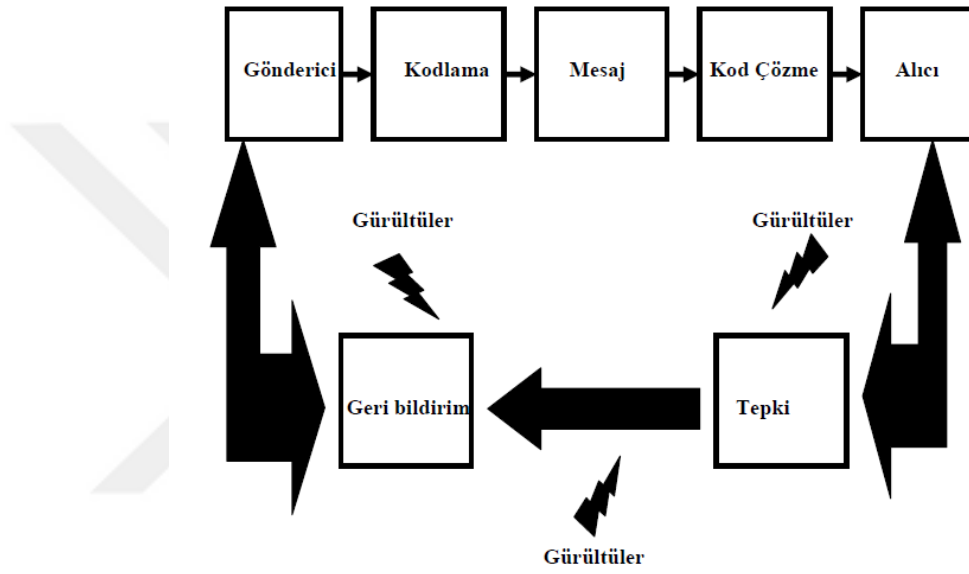 Gönderici
Kodlama
Mesaj
Kod Çözme
Alıcı
Gürültüler
Gürültüler
Geri bildirim
Tepki
Gürültüler